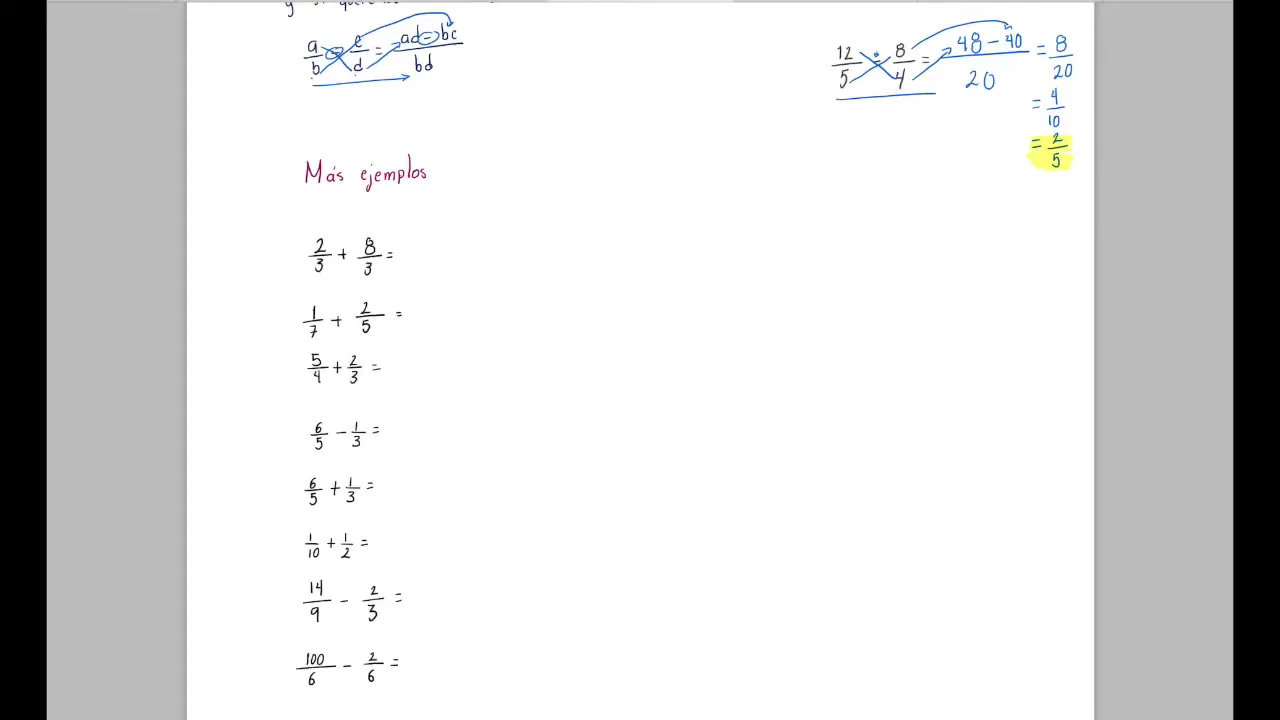 y si
a/b - c/d = ad - bc/bd
12/5 - 8/4 = 48 - 40/20 = 8/20
= 4/10
= 2/5
Más ejemplos
2/3 + 8/3 =
1/7 + 2/5 =
5/4 + 2/3 =
6/5 - 1/3 =
6/5 + 1/3 =
1/10 + 1/2 =
14/9 - 2/3 =
100/6 - 2/6 =